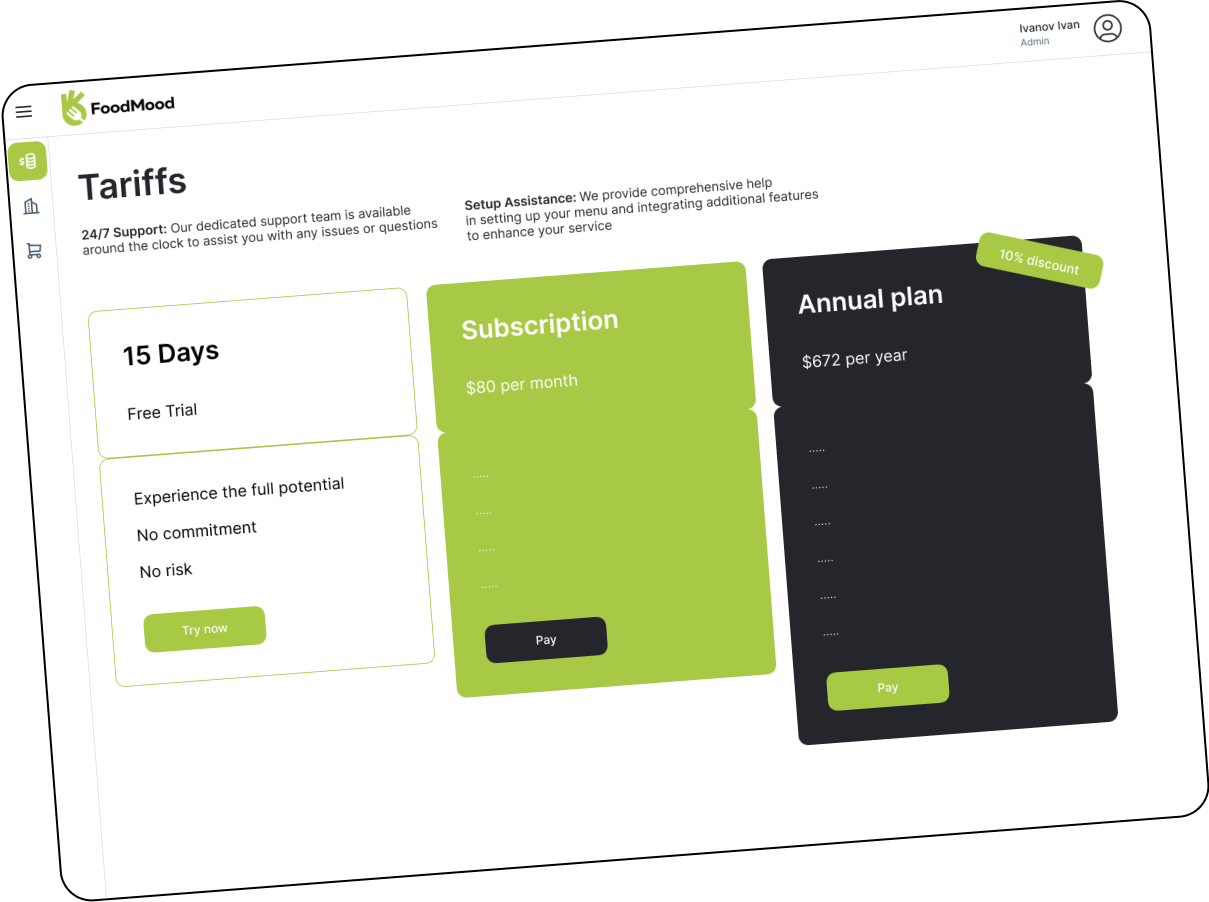 Ivanov Ivan
Admin
FoodMood
Tariffs
24/7 Support: Our dedicated support team is available
around the clock to assist you with any issues or questions
Setup Assistance: We provide comprehensive help
in setting up your menu and integrating additional features
to enhance your service
15 Days
Free Trial
Experience the full potential
No commitment
No risk
Try now
Subscription
$80 per month
.....
.....
.....
.....
Pay
10% discount
Annual plan
$672 per year
.....
.....
.....
.....
.....
.....
Pay